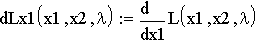 dLx1(x1 ,x2 ,λ) := d/dx1 L(x1 ,x2 ,λ)